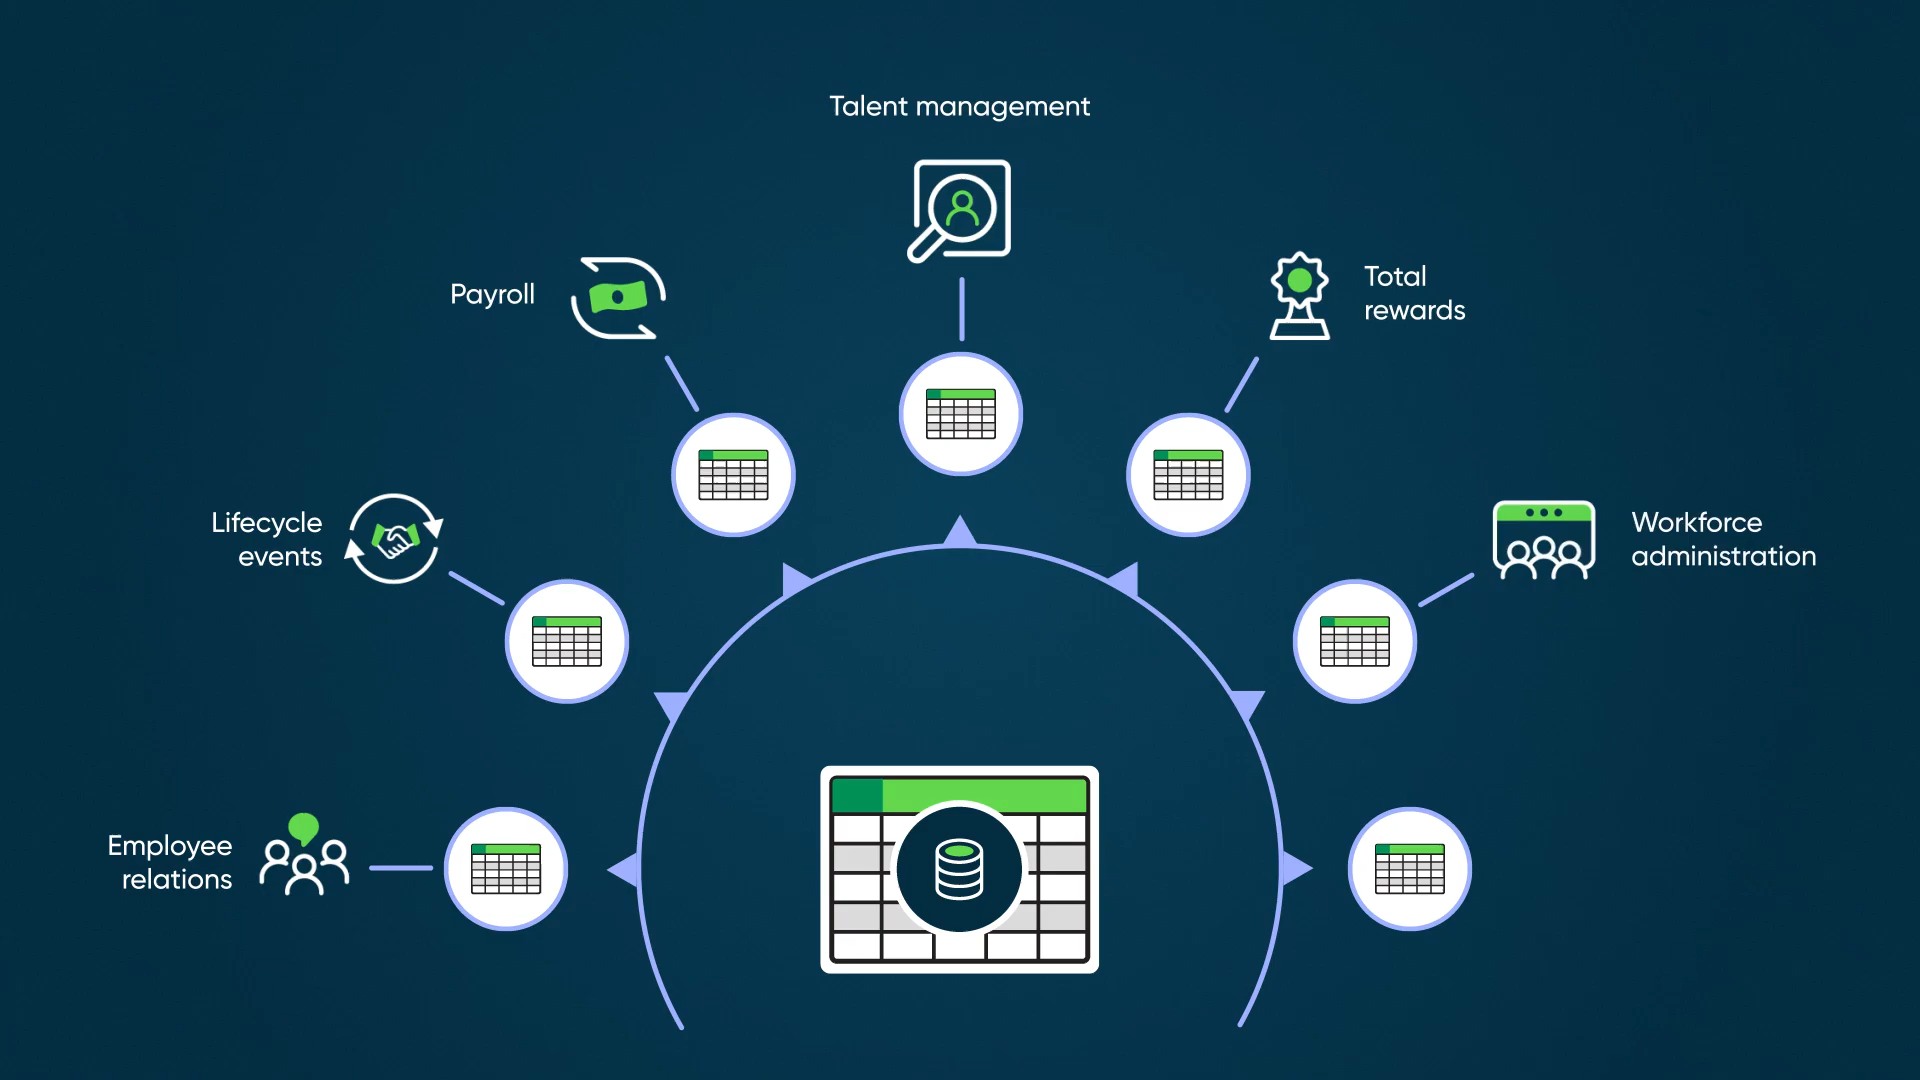 Talent management
Payroll
Total
rewards
Lifecycle
events
Workforce
administration
Employee
relations